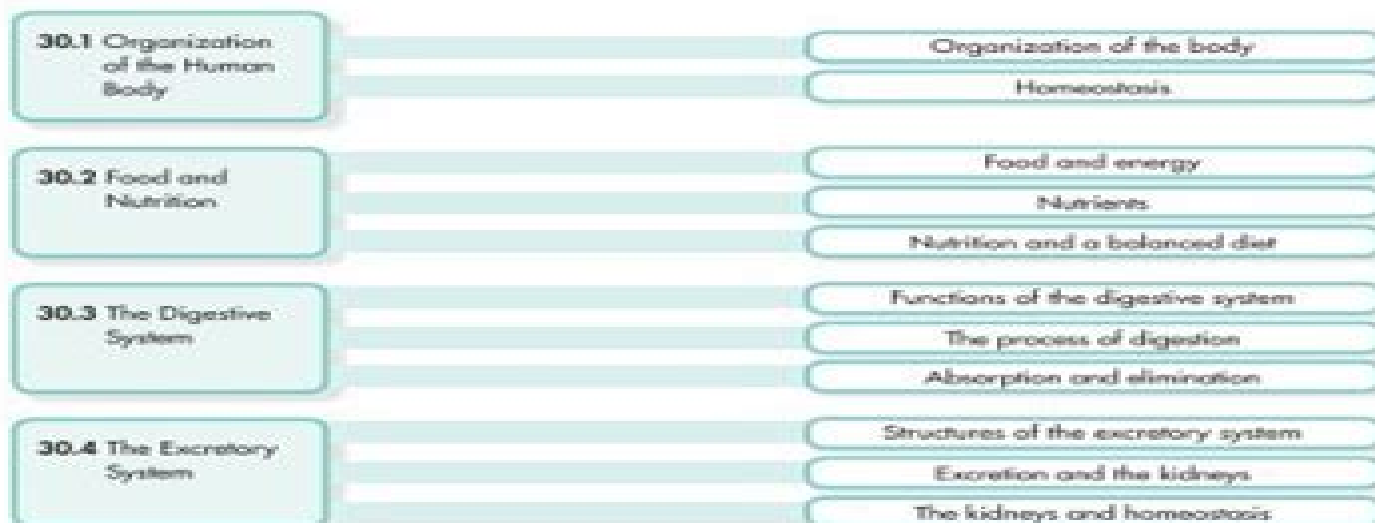 30.1 Organization
of the Human
Body
Organization of the body
Homeostasis
30.2 Food and
Nutrition
Food and energy
Nutrients
Nutrition and a balanced diet
30.3 The Digestive
System
Functions of the digestive system
The process of digestion
Absorption and elimination
30.4 The Excretory
System
Structures of the excretory system
Excretion and the kidneys
The kidneys and homeostasis